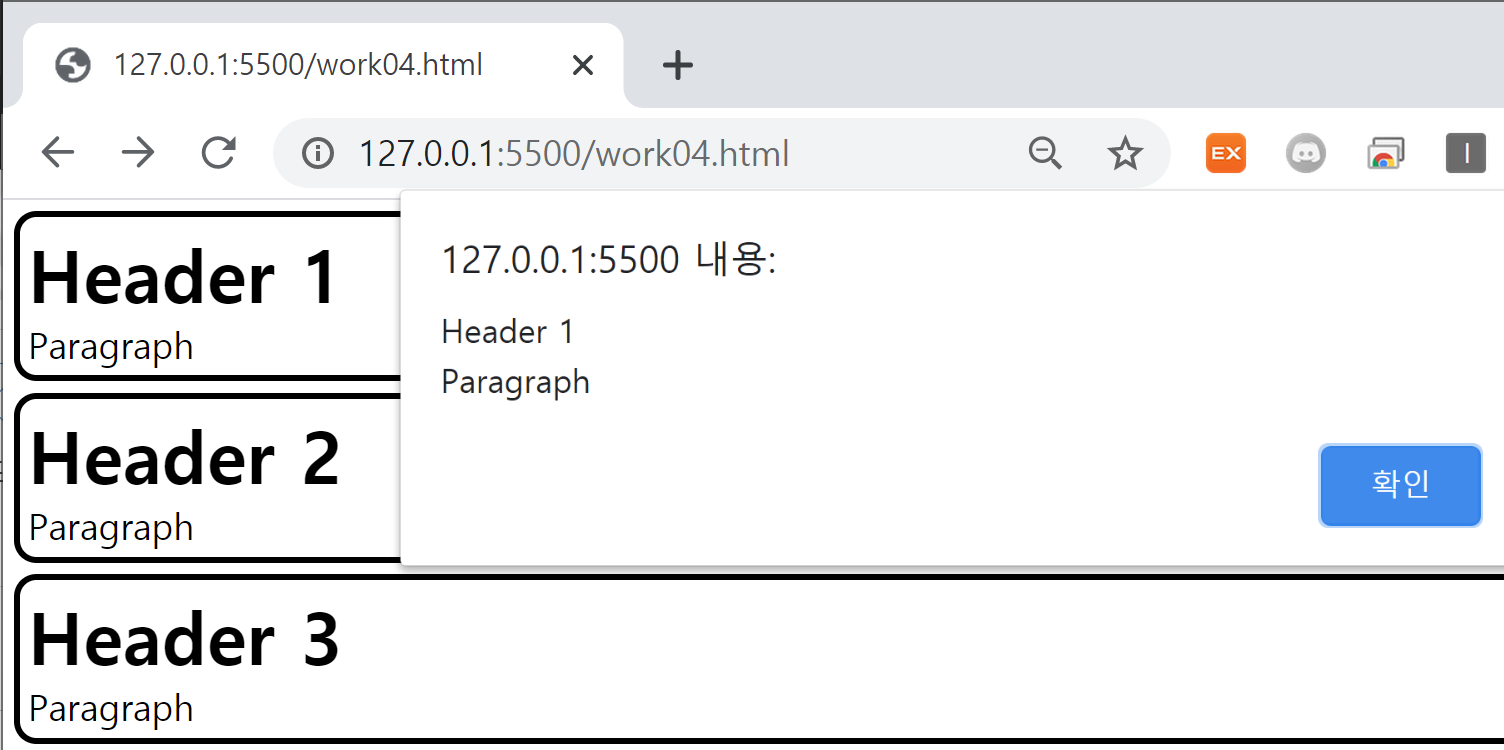 127.0.0.1:5500/work04.html
127.0.0.1:5500/work04.html
EX
I
127.0.0.1:5500 내용:
Header 1
Paragraph
확인
Header 1
Paragraph
Header 2
Paragraph
Header 3
Paragraph